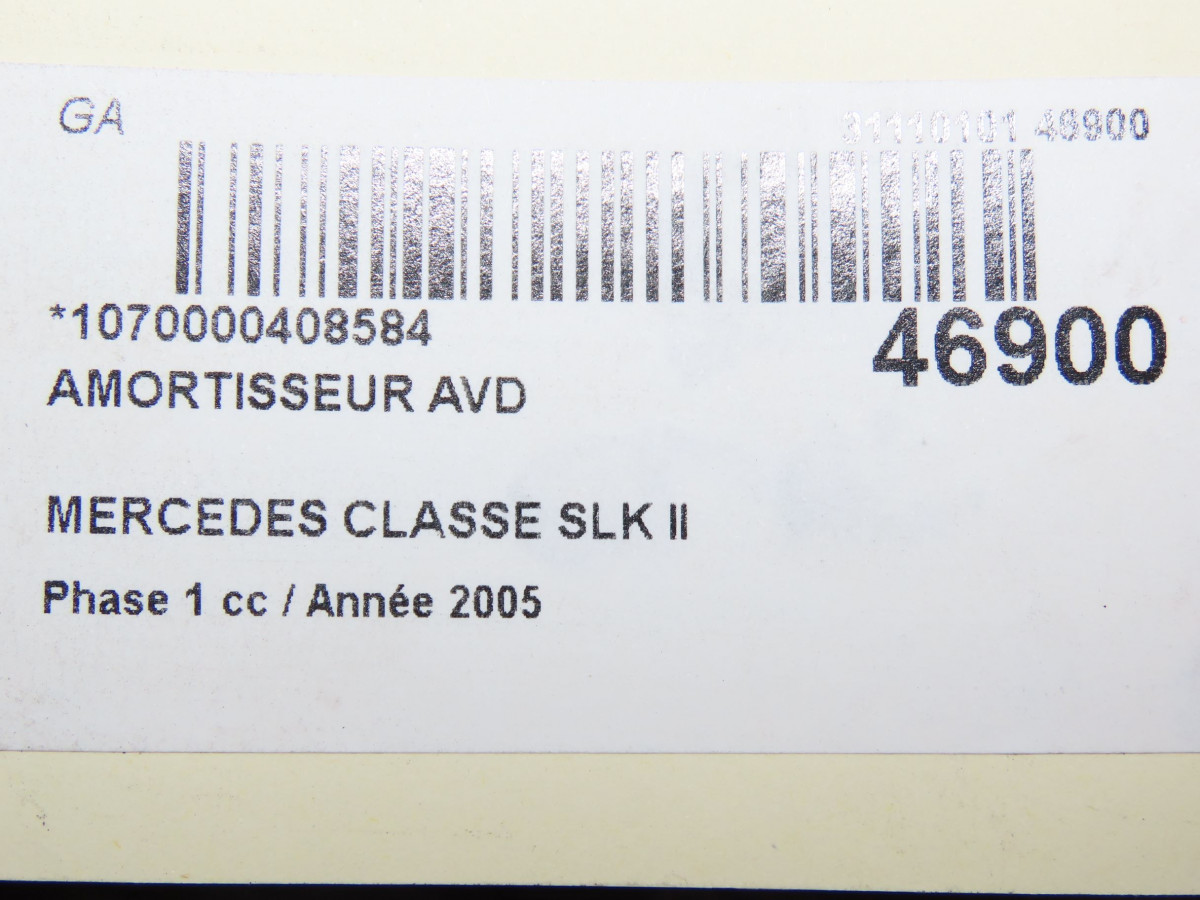 GA
31110101 46900
*1070000408584
46900
AMORTISSEUR AVD
MERCEDES CLASSE SLK II
Phase 1 cc / Année 2005